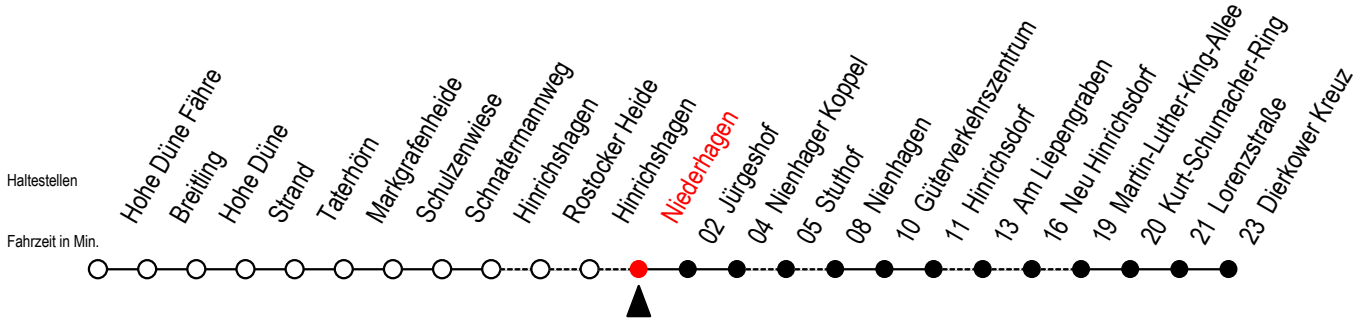 Haltestellen
Fahrzeit in Min.
Hohe Düne Fähre
Breitling
Hohe Düne
Strand
Taterhörn
Markgrafenheide
Schulzenwiese
Schnatermannweg
Hinrichshagen
Rostocker Heide
Hinrichshagen
Niederhagen
02 Jürgeshof
04 Nienhager Koppel
05 Stuthof
08 Nienhagen
10 Güterverkehrszentrum
11 Hinrichsdorf
13 Am Liepengraben
16 Neu Hinrichsdorf
19 Martin-Luther-King-Allee
20 Kurt-Schumacher-Ring
21 Lorenzstraße
23 Dierkower Kreuz